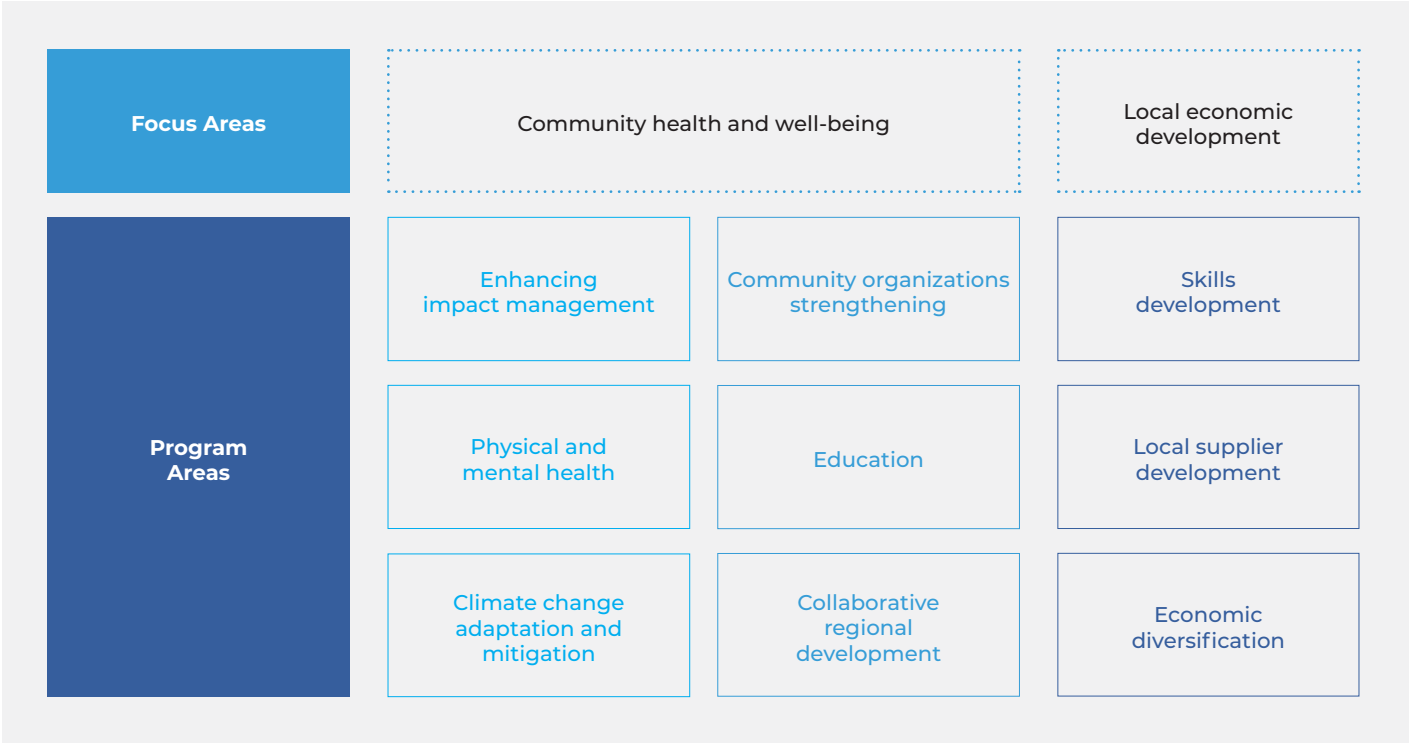 Focus Areas
Community health and well-being
Local economic
development
Program
Areas
Enhancing
impact management
Community organizations
strengthening
Skills
development
Physical and
mental health
Education
Local supplier
development
Climate change
adaptation and
mitigation
Collaborative
regional
development
Economic
diversification